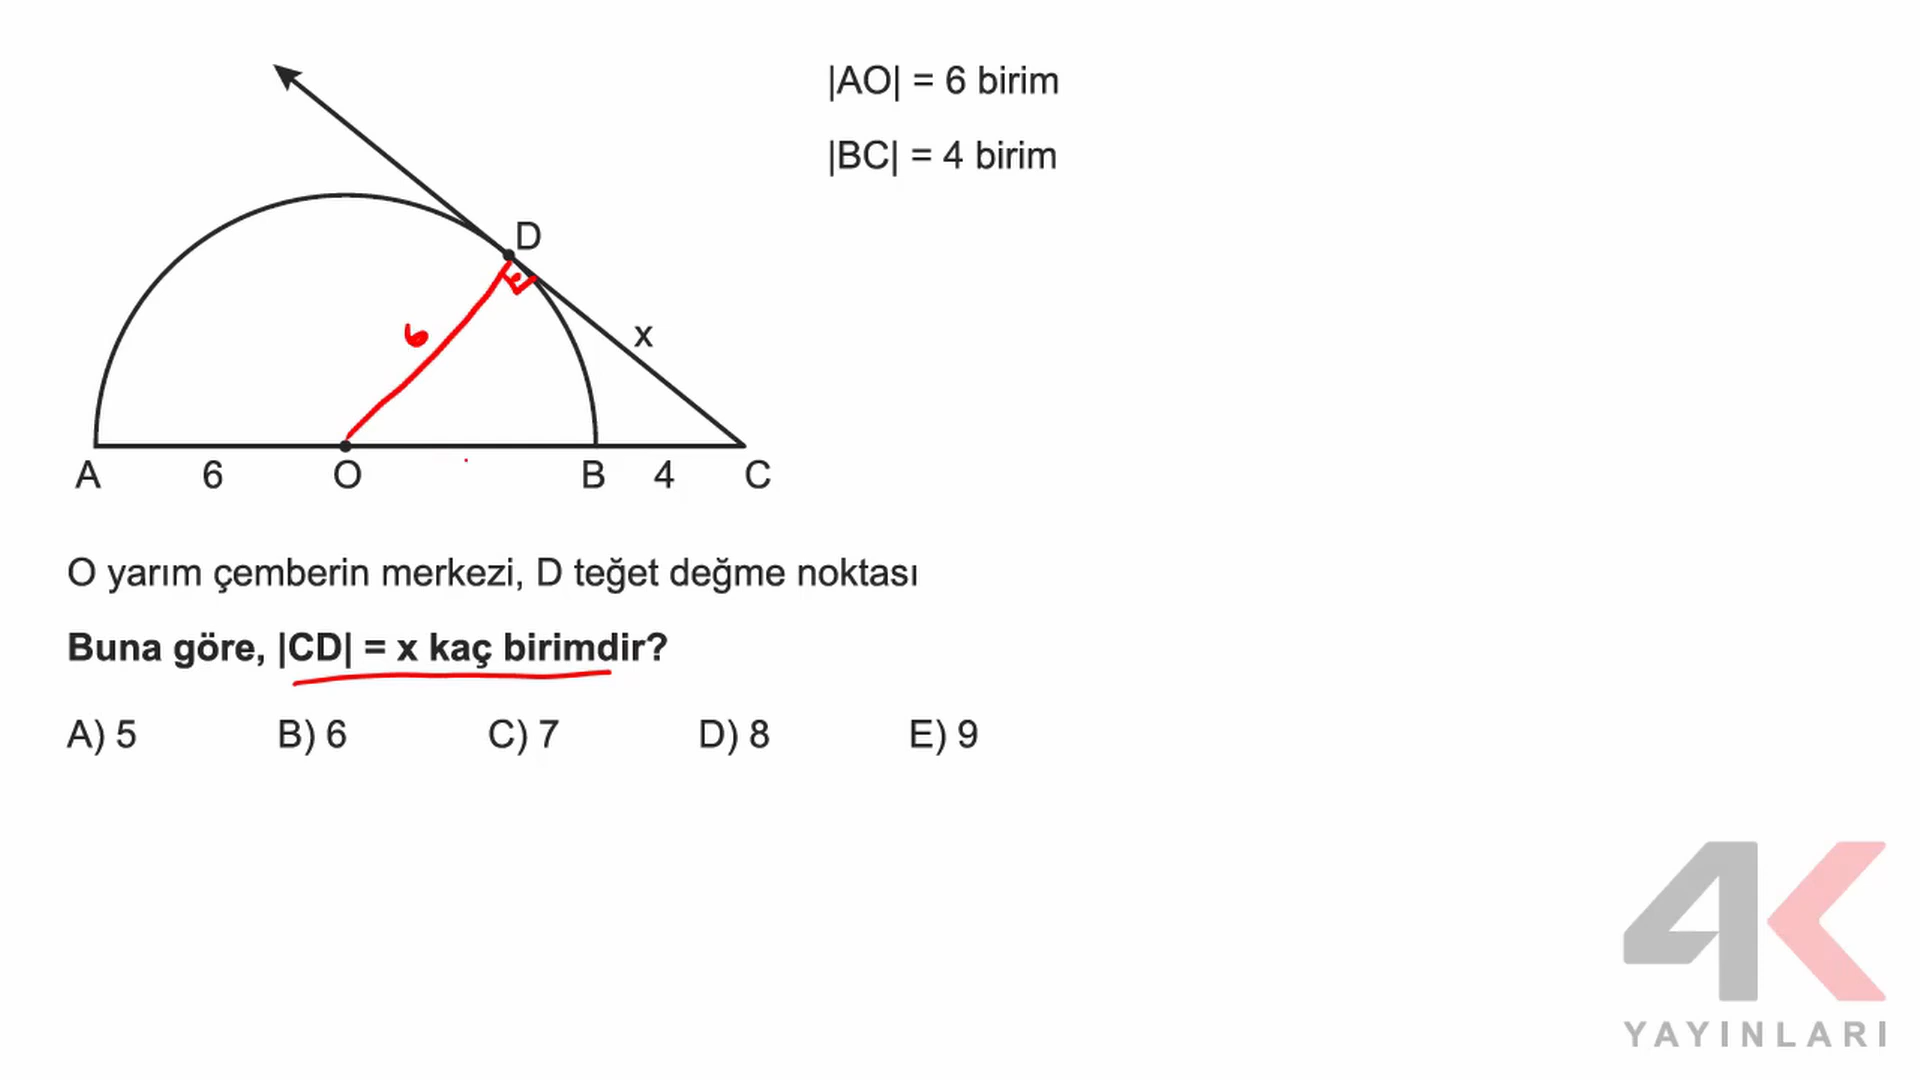 |AO| = 6 birim
|BC| = 4 birim
D
6
x
A 6 O B 4 C
O yarım çemberin merkezi, D teğet değme noktası
Buna göre, |CD| = x kaç birimdir?
A) 5 B) 6 C) 7 D) 8 E) 9
4K
YAYINLARI